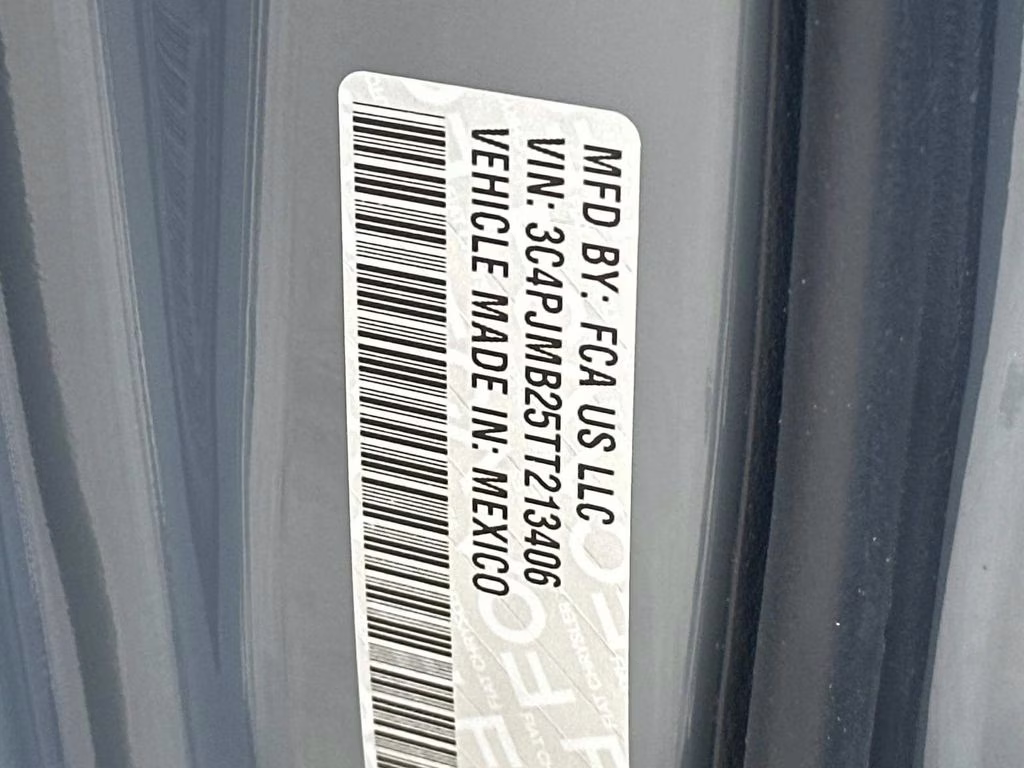 MFD BY: FCA US LLC
VIN: 3C4PJMB25TT213406
VEHICLE MADE IN: MEXICO